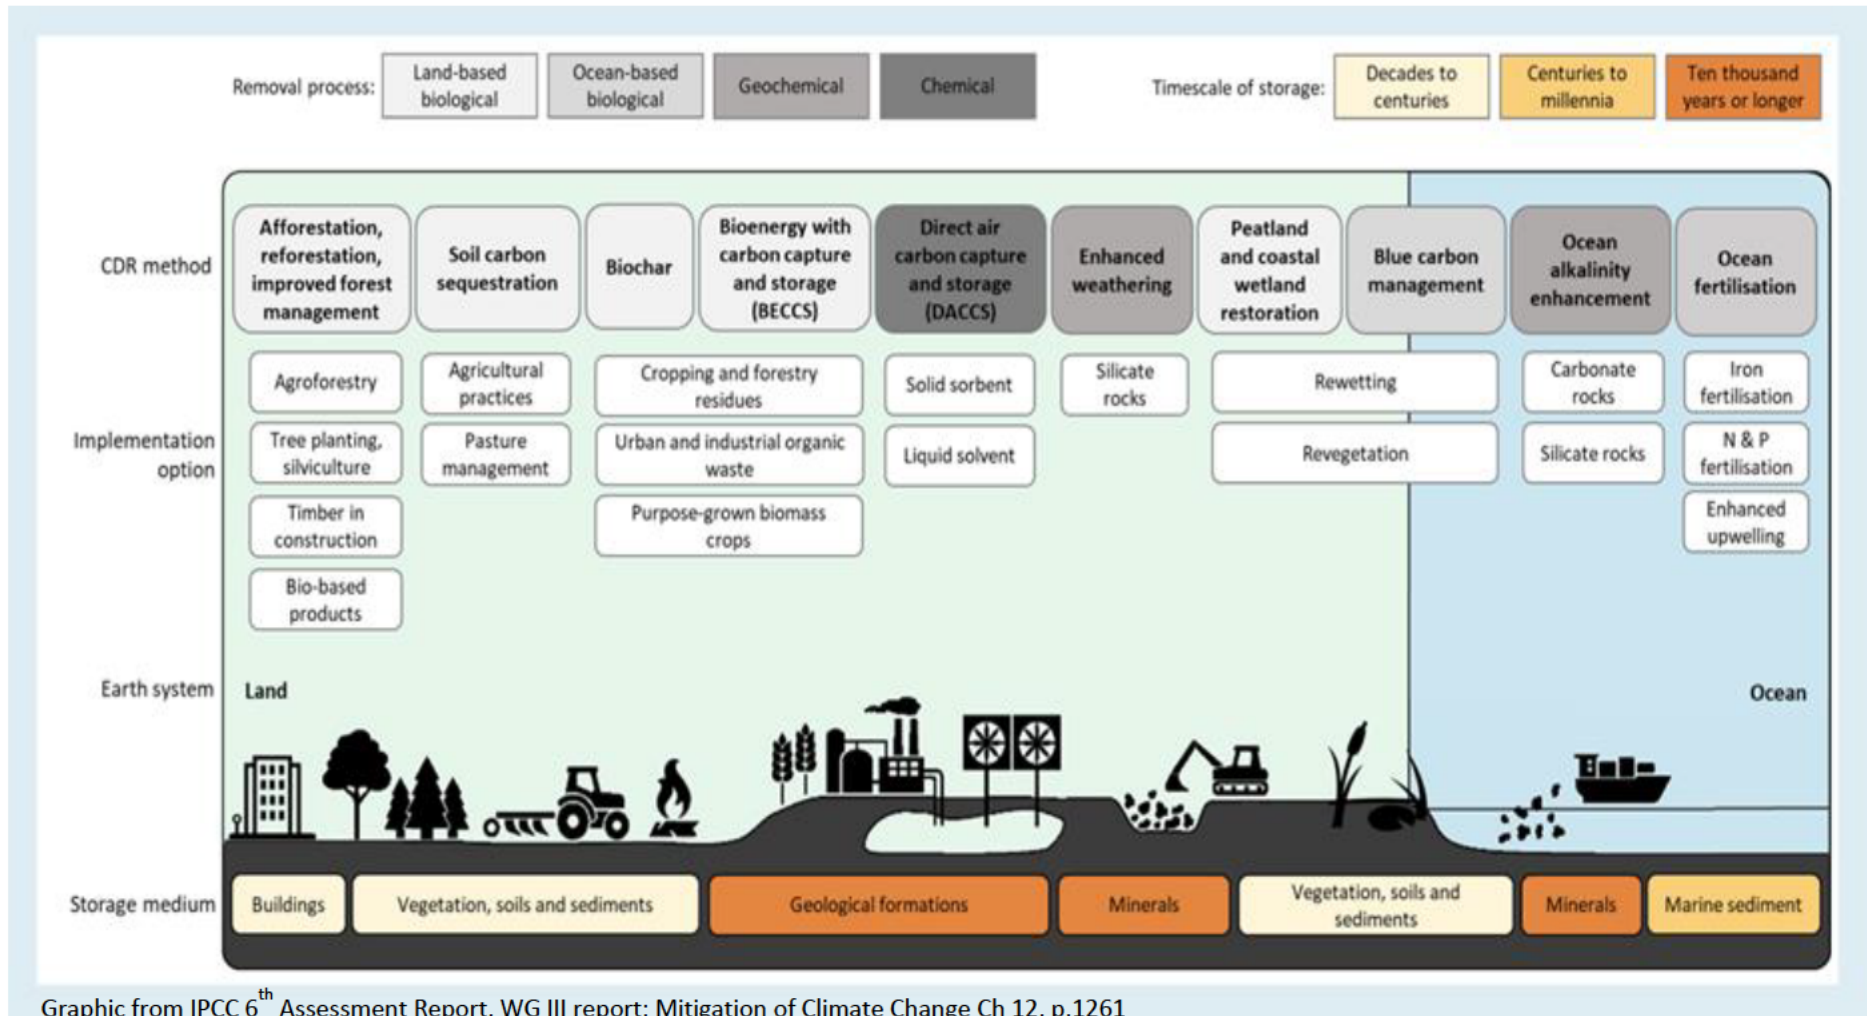 Removal process:
Land-based
biological
Ocean-based
biological
Geochemical
Chemical
Timescale of storage:
Decades to
centuries
Centuries to
millennia
Ten thousand
years or longer
CDR method
Afforestation,
reforestation,
improved forest
management
Soil carbon
sequestration
Biochar
Bioenergy with
carbon capture
and storage
(BECCS)
Direct air
carbon capture
and storage
(DACCS)
Enhanced
weathering
Peatland
and coastal
wetland
restoration
Blue carbon
management
Ocean
alkalinity
enhancement
Ocean
fertilisation
Implementation
option
Agroforestry
Tree planting,
silviculture
Timber in
construction
Bio-based
products
Agricultural
practices
Pasture
management
Cropping and forestry
residues
Urban and industrial organic
waste
Purpose-grown biomass
crops
Solid sorbent
Liquid solvent
Silicate
rocks
Rewetting
Revegetation
Carbonate
rocks
Silicate rocks
Iron
fertilisation
N & P
fertilisation
Enhanced
upwelling
Earth system
Land
Ocean
Storage medium
Buildings
Vegetation, soils and sediments
Geological formations
Minerals
Vegetation, soils and
sediments
Minerals
Marine sediment
Graphic from IPCC 6th Assessment Report, WG III report: Mitigation of Climate Change Ch 12, p.1261